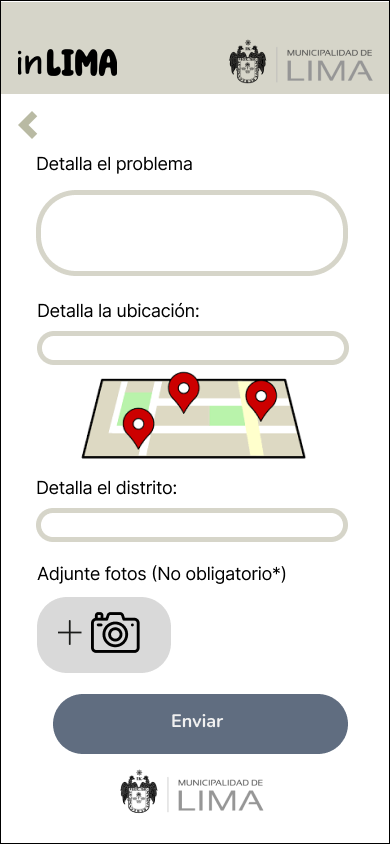 inLIMA
MUNICIPALIDAD DE
LIMA
Detalla el problema
Detalla la ubicación:
Detalla el distrito:
Adjunte fotos (No obligatorio*)
Enviar
MUNICIPALIDAD DE
LIMA